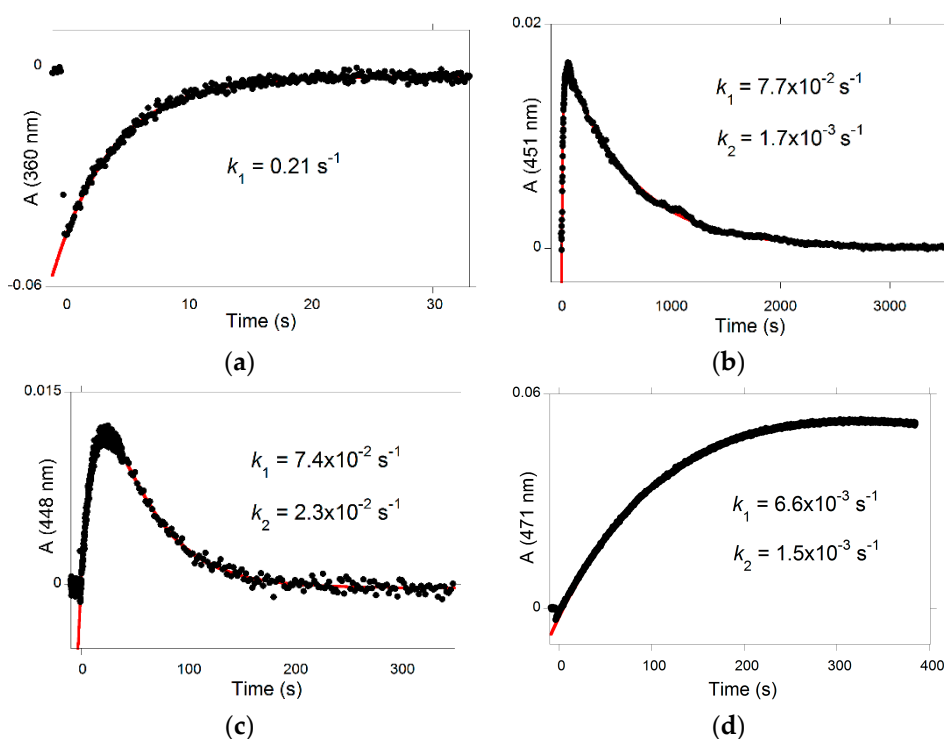 0
A (360 nm)
k₁ = 0.21 s⁻¹
-0.06
0 10 20 30
Time (s)
(a)
0.02
A (451 nm)
k₁ = 7.7x10⁻² s⁻¹
k₂ = 1.7x10⁻³ s⁻¹
0
0 1000 2000 3000
Time (s)
(b)
0.015
A (448 nm)
k₁ = 7.4x10⁻² s⁻¹
k₂ = 2.3x10⁻² s⁻¹
0
0 100 200 300
Time (s)
(c)
0.06
A (471 nm)
k₁ = 6.6x10⁻³ s⁻¹
k₂ = 1.5x10⁻³ s⁻¹
0
0 100 200 300 400
Time (s)
(d)